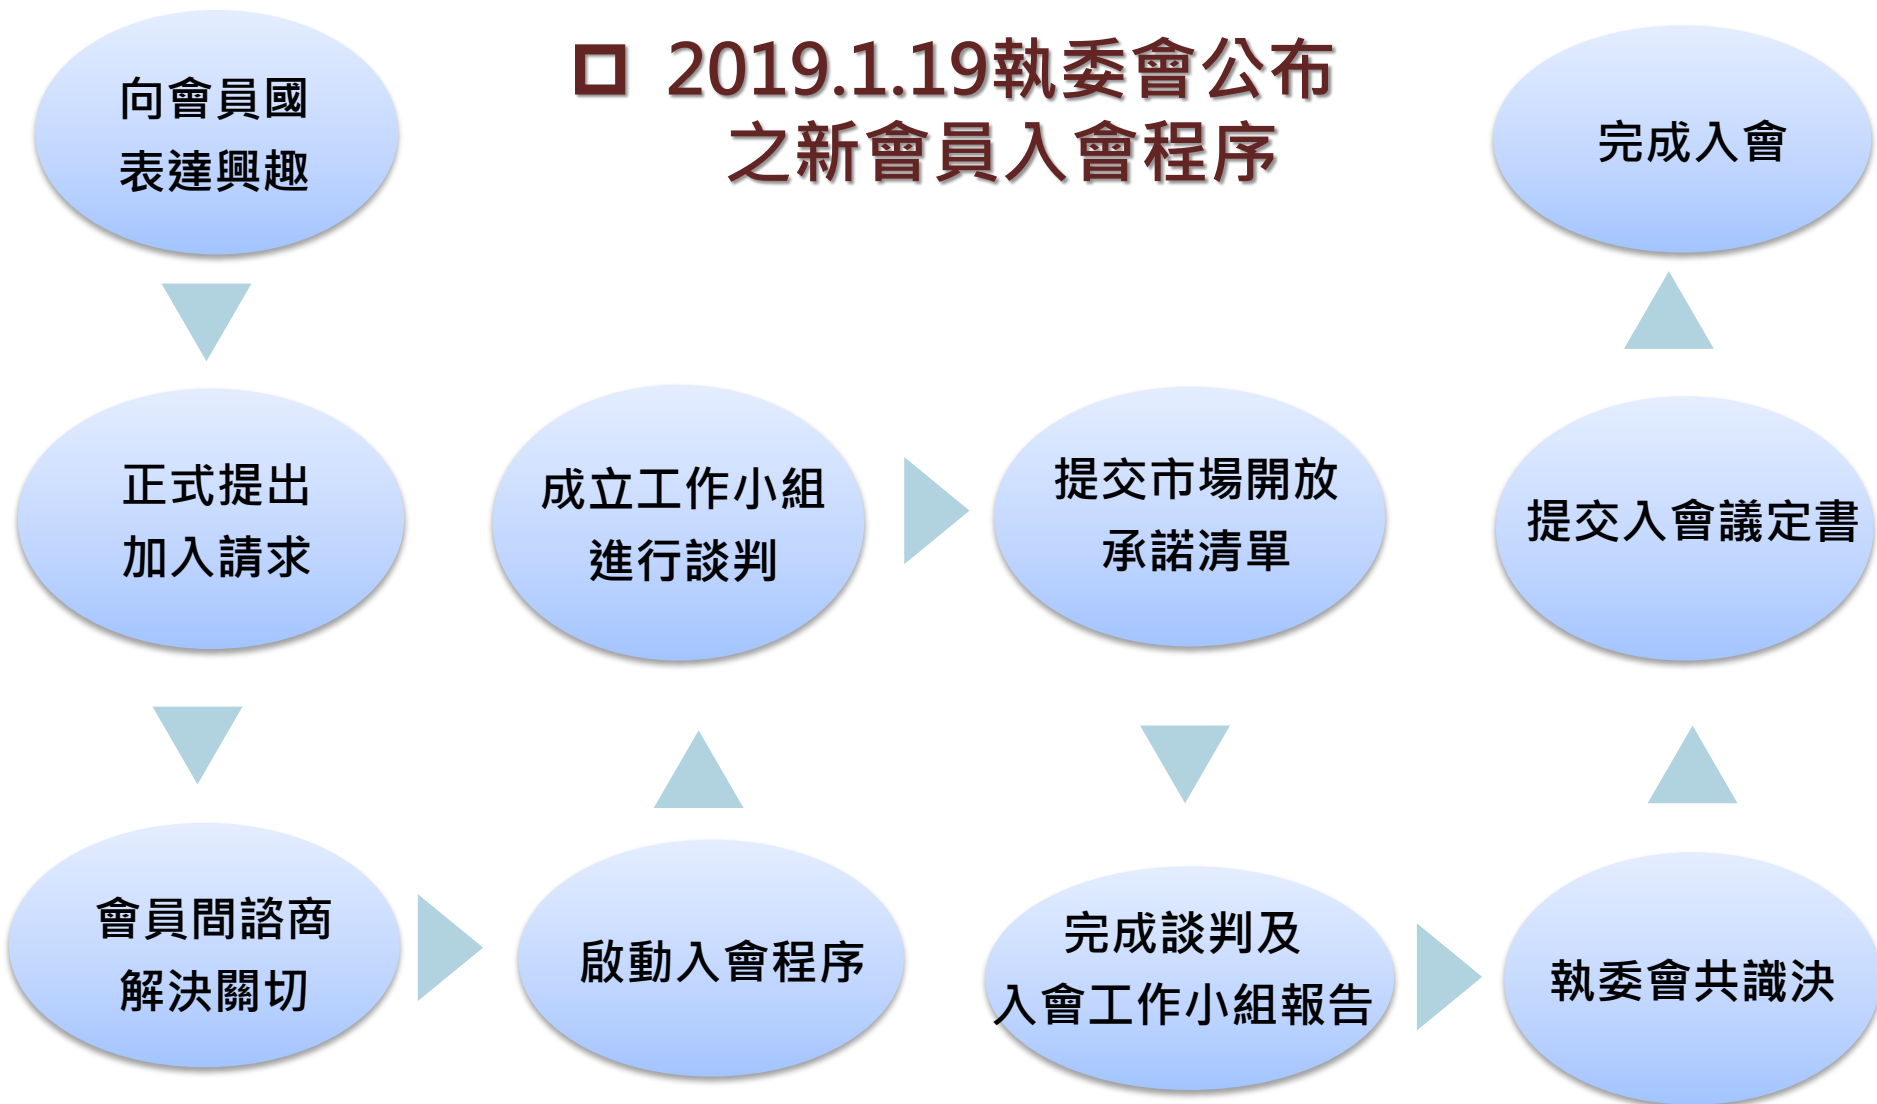 2019.1.19執委會公布
之新會員入會程序
向會員國
表達興趣
正式提出
加入請求
會員間諮商
解決關切
啟動入會程序
成立工作小組
進行談判
提交市場開放
承諾清單
完成談判及
入會工作小組報告
執委會共識決
提交入會議定書
完成入會